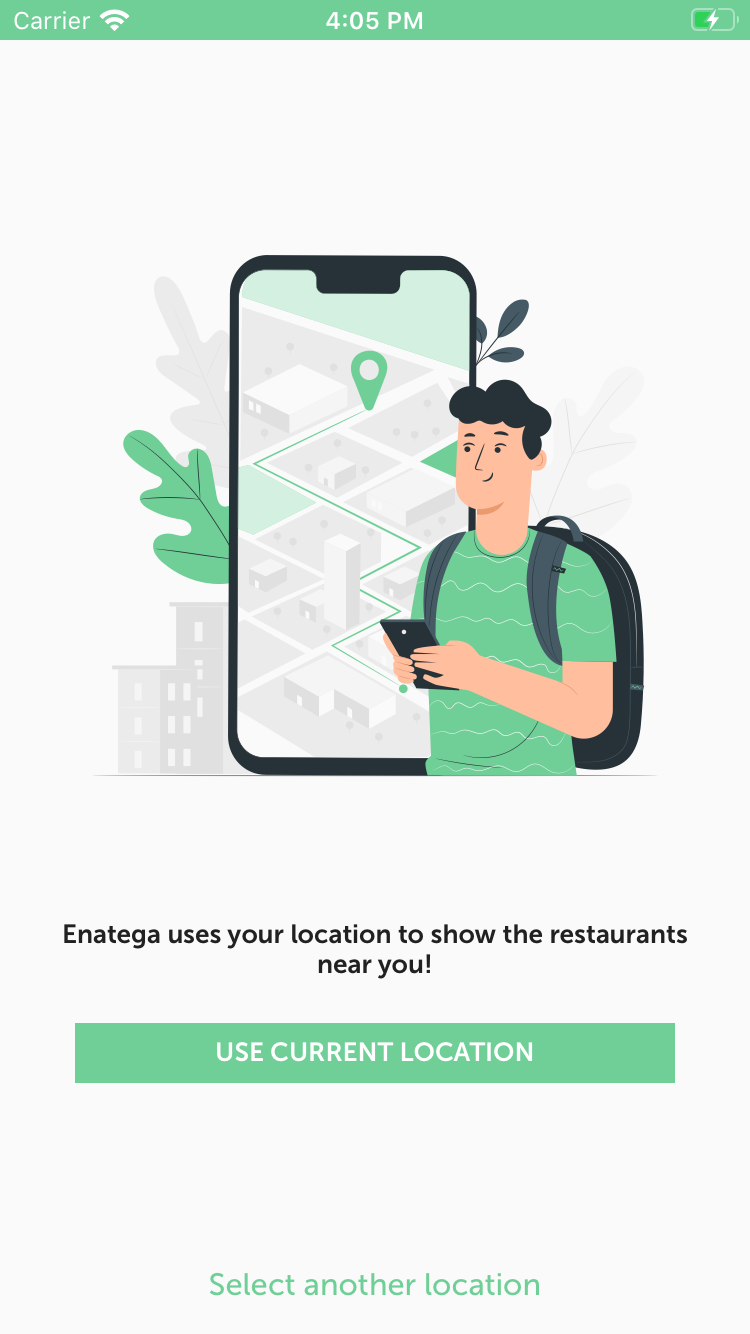 Carrier 4:05 PM
Enatega uses your location to show the restaurants
near you!
USE CURRENT LOCATION
Select another location